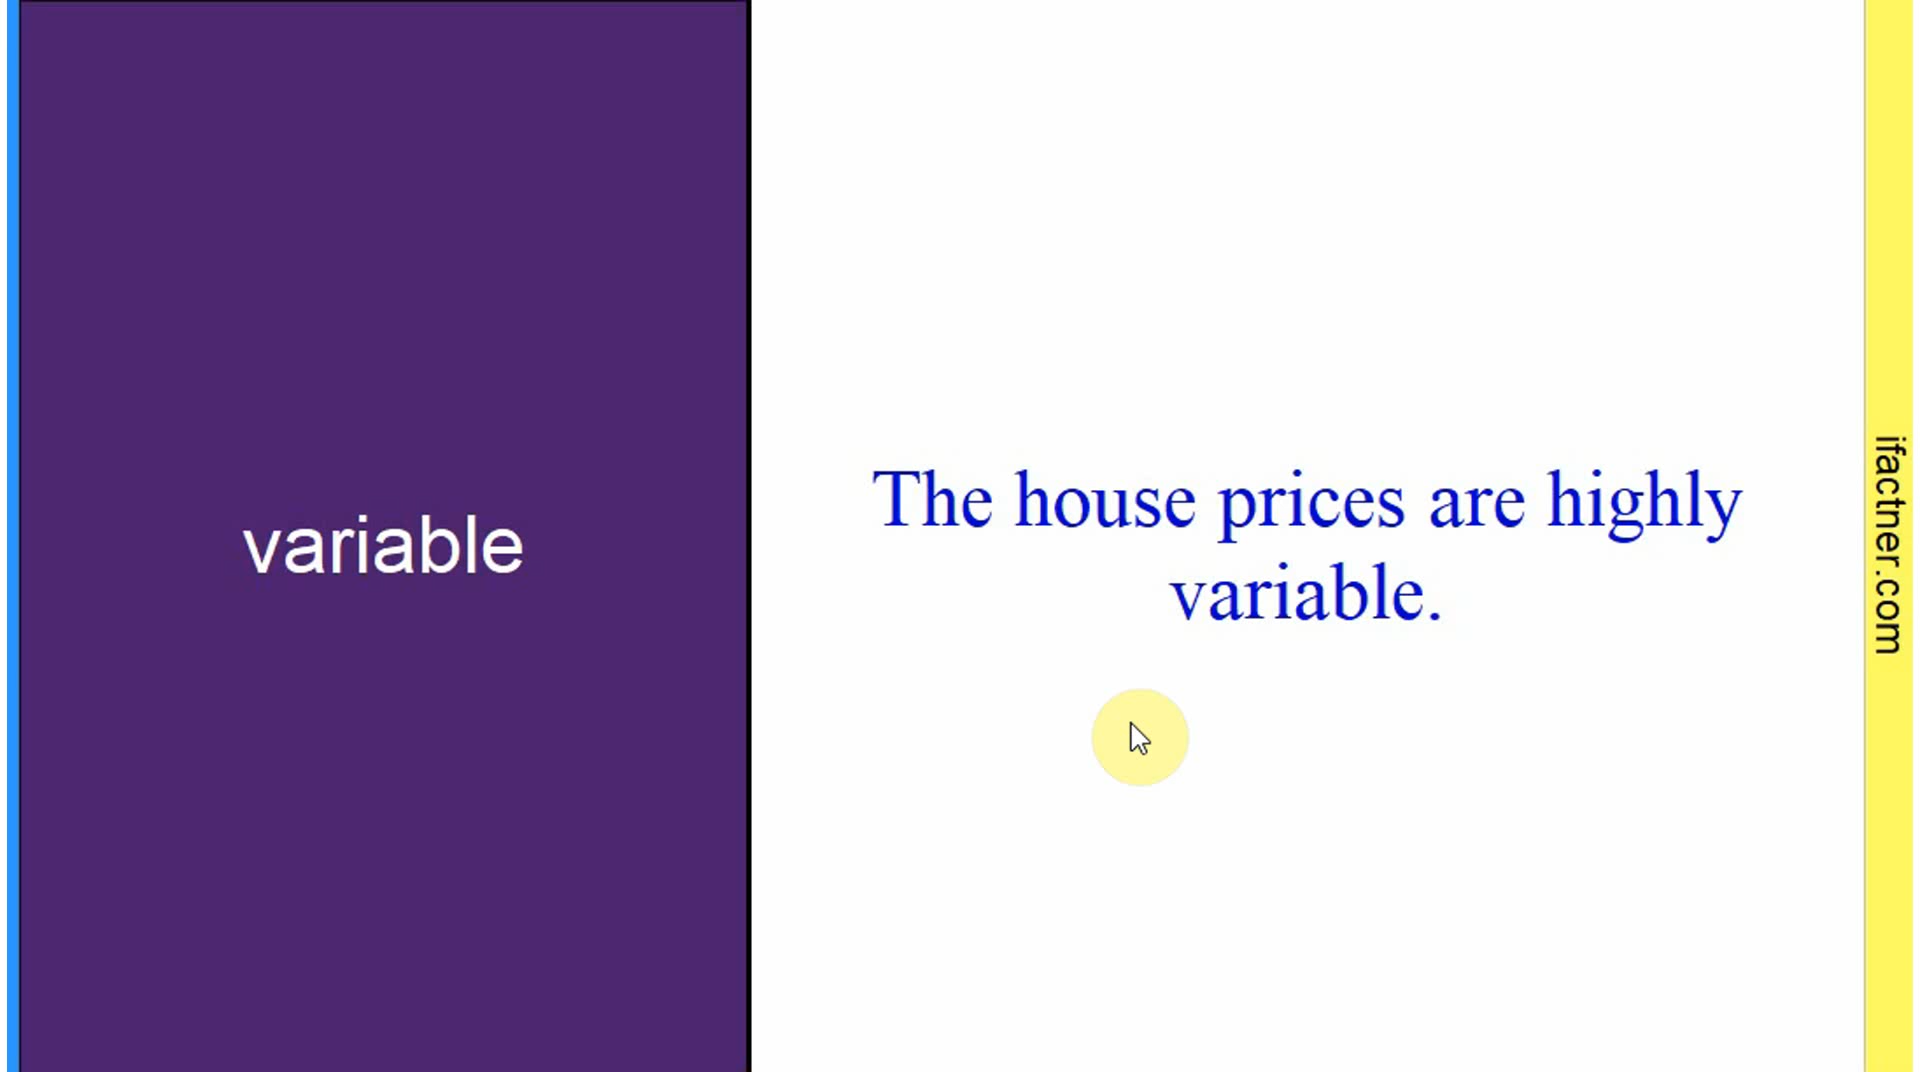 variable
The house prices are highly
variable.
ifactner.com